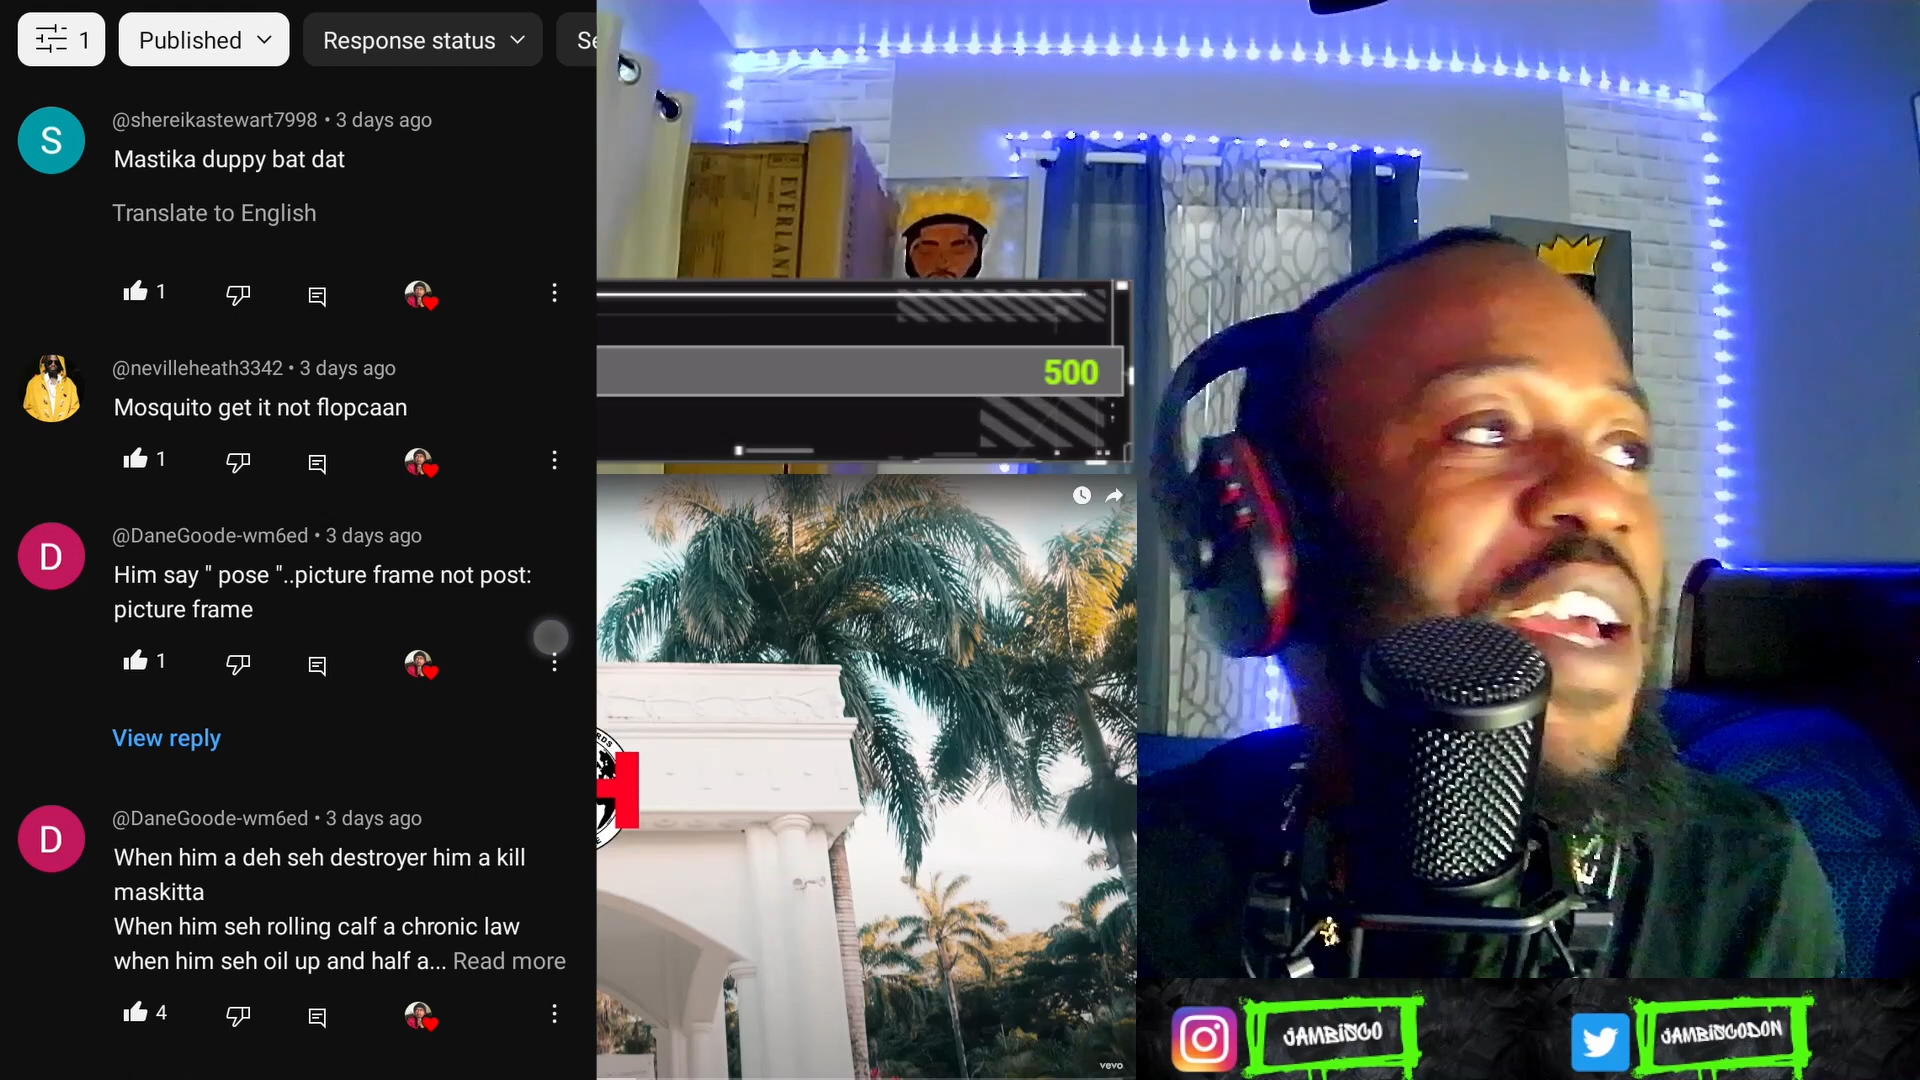 1
Published
Response status
Se
@shereikastewart7998 • 3 days ago
S
Mastika duppy bat dat
Translate to English
1
@nevilleheath3342 • 3 days ago
Mosquito get it not flopcaan
1
@DaneGoode-wm6ed • 3 days ago
D
Him say " pose "..picture frame not post:
picture frame
1
View reply
@DaneGoode-wm6ed • 3 days ago
D
When him a deh seh destroyer him a kill
maskitta
When him seh rolling calf a chronic law
when him seh oil up and half a... Read more
4
EVERLAN
500
RDS
H
vevo
JAMBISCO
JAMBISCODON